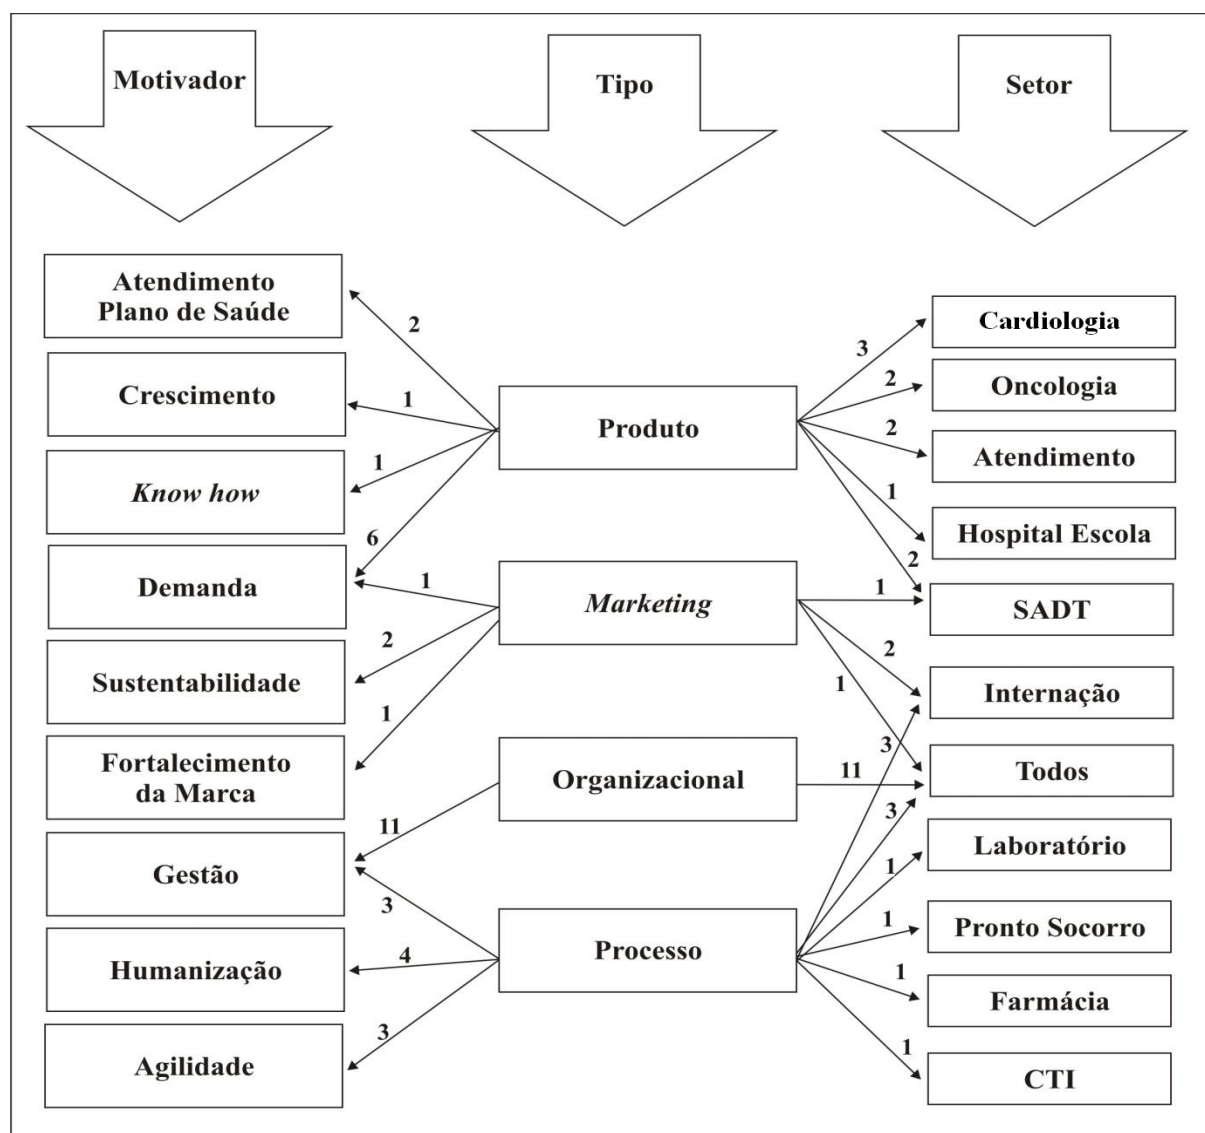 Motivador
Tipo
Setor
Atendimento
Plano de Saúde
Crescimento
Know how
Demanda
Sustentabilidade
Fortalecimento
da Marca
Gestão
Humanização
Agilidade
2
1
1
6
1
2
1
11
3
4
3
Produto
Marketing
Organizacional
Processo
3
2
2
1
2
1
2
1
11
3
3
1
1
1
1
Cardiologia
Oncologia
Atendimento
Hospital Escola
SADT
Internação
Todos
Laboratório
Pronto Socorro
Farmácia
CTI